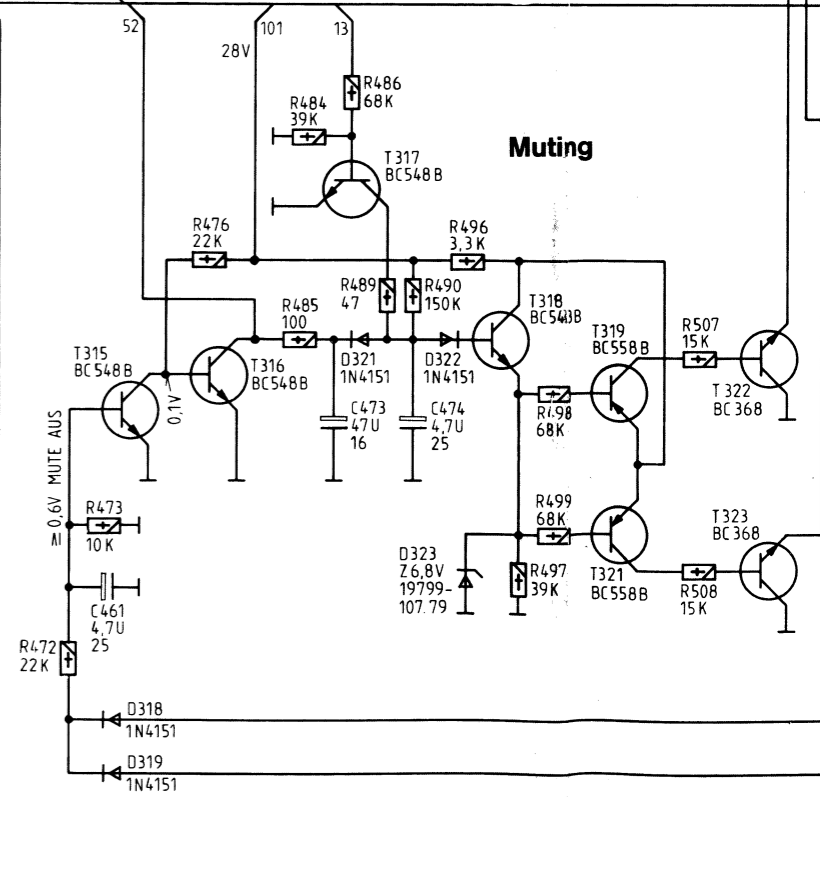 52
101
13
28V
R486
68K
R484
39K
Muting
T317
BC548B
R476
22K
R496
3,3K
R489
47
R490
150K
R485
100
T318
D321
1N4151
D322
1N4151
T319
BC558B
R507
15K
T315
BC548B
T316
BC548B
0,1V
C473
47U
16
C474
4,7U
25
R498
68K
T322
BC368
≥ 0,6V MUTE AUS
R473
10K
R499
68K
T323
BC368
D323
Z6,8V
19799-
107.79
R497
39K
T321
BC558B
R508
15K
C461
4,7U
25
R472
22K
D318
1N4151
D319
1N4151